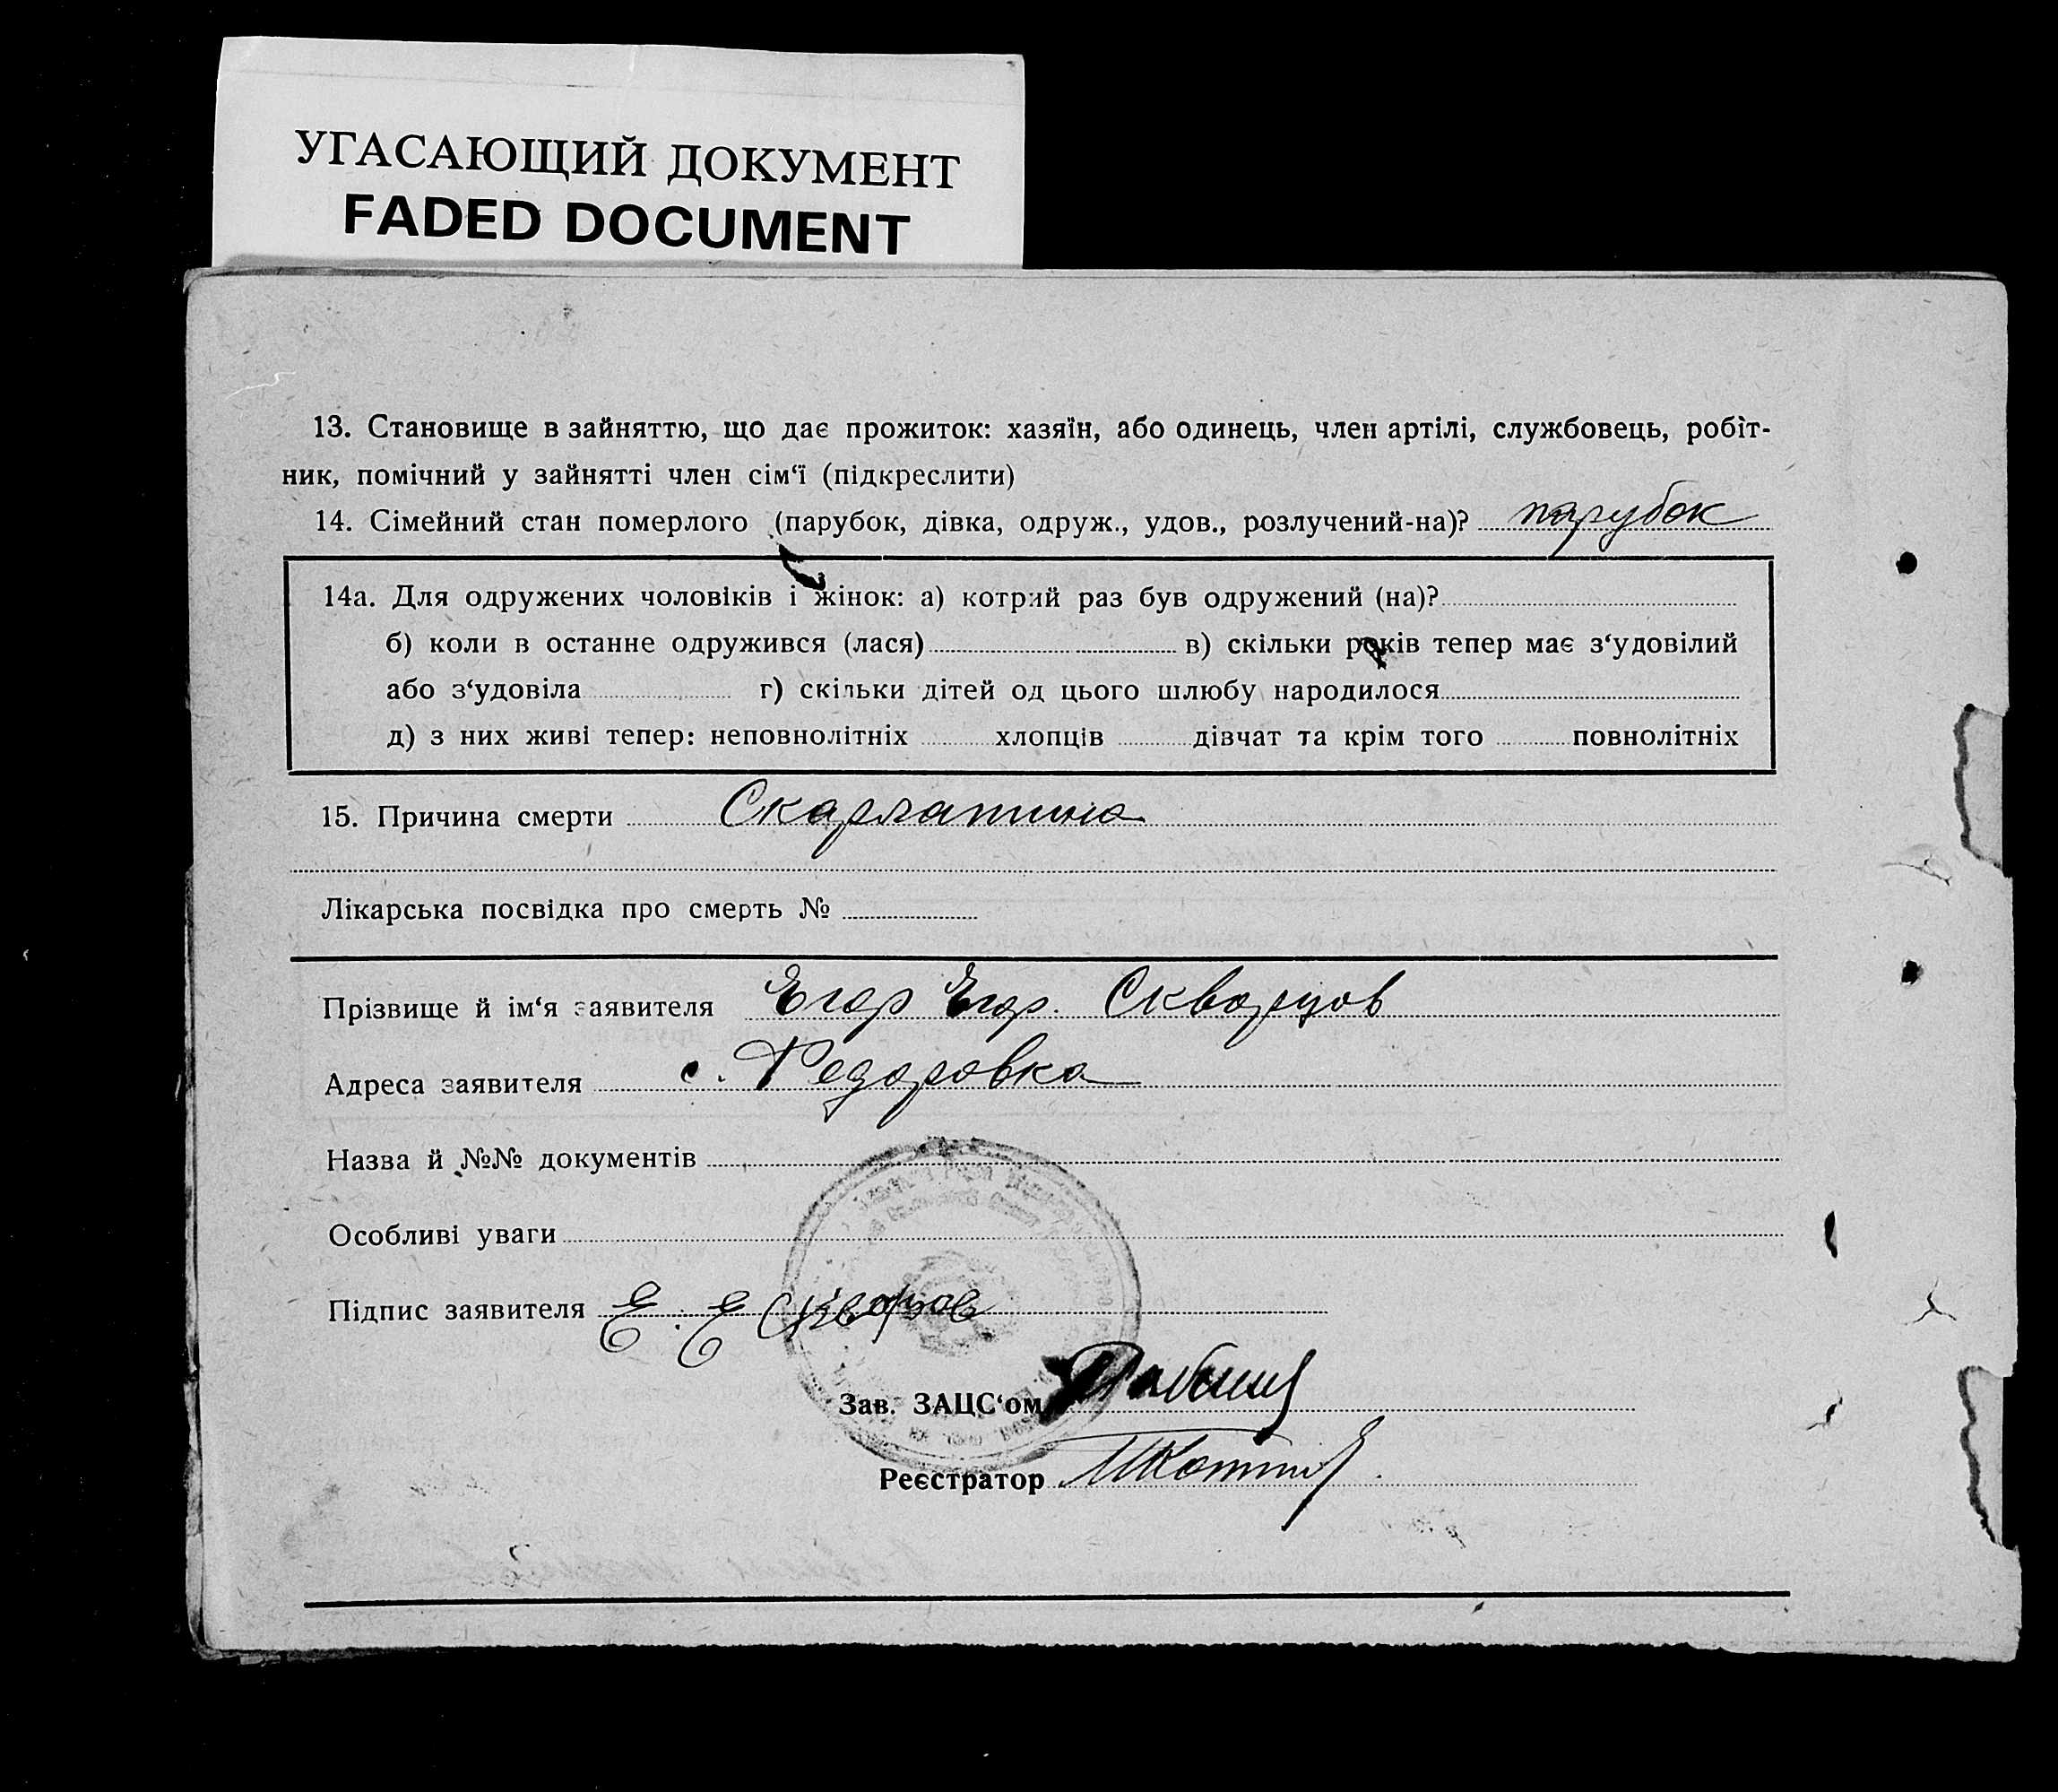 УГАСАЮЩИЙ ДОКУМЕНТ
FADED DOCUMENT
13. Становище в зайняттю, що дає прожиток: хазяїн, або одинець, член артілі, службовець, робіт-
ник, помічний у зайнятті член сім‘ї (підкреслити)
14. Сімейний стан померлого (парубок, дівка, одруж., удов., розлучений-на)? парубок
14а. Для одружених чоловіків і жінок: а) котрий раз був одружений (на)?
б) коли в останне одружився (лася) в) скільки років тепер має з‘удовілий
або з‘удовіла г) скільки дітей од цього шлюбу народилося
д) з них живі тепер: неповнолітніх хлопців дівчат та крім того повнолітніх
15. Причина смерти Скарлатина
Лікарська посвідка про смерть №
Прізвище й ім‘я заявителя Егор Егор. Скворцов
Адреса заявителя с. Федоровка
Назва й №№ документів
Особливі уваги
Підпис заявителя Е. Е Скворцов
Зав. ЗАЦС‘ом
Реєстратор